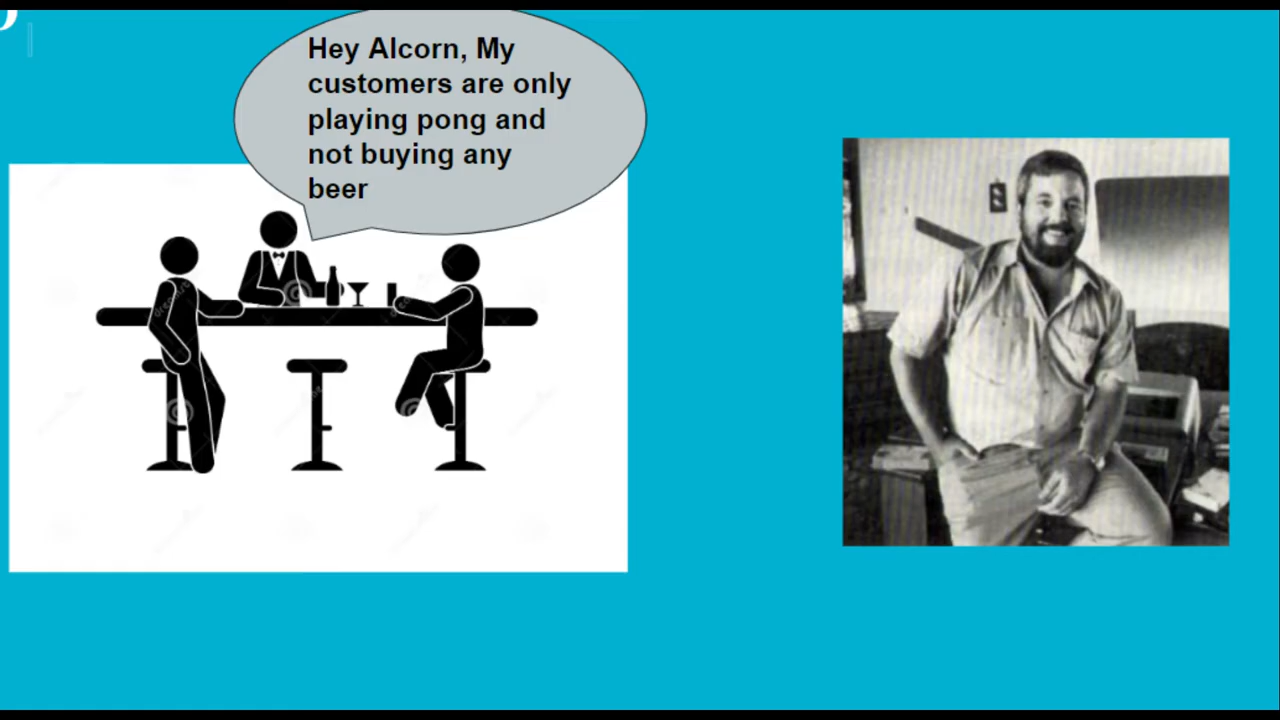 Hey Alcorn, My
customers are only
playing pong and
not buying any
beer